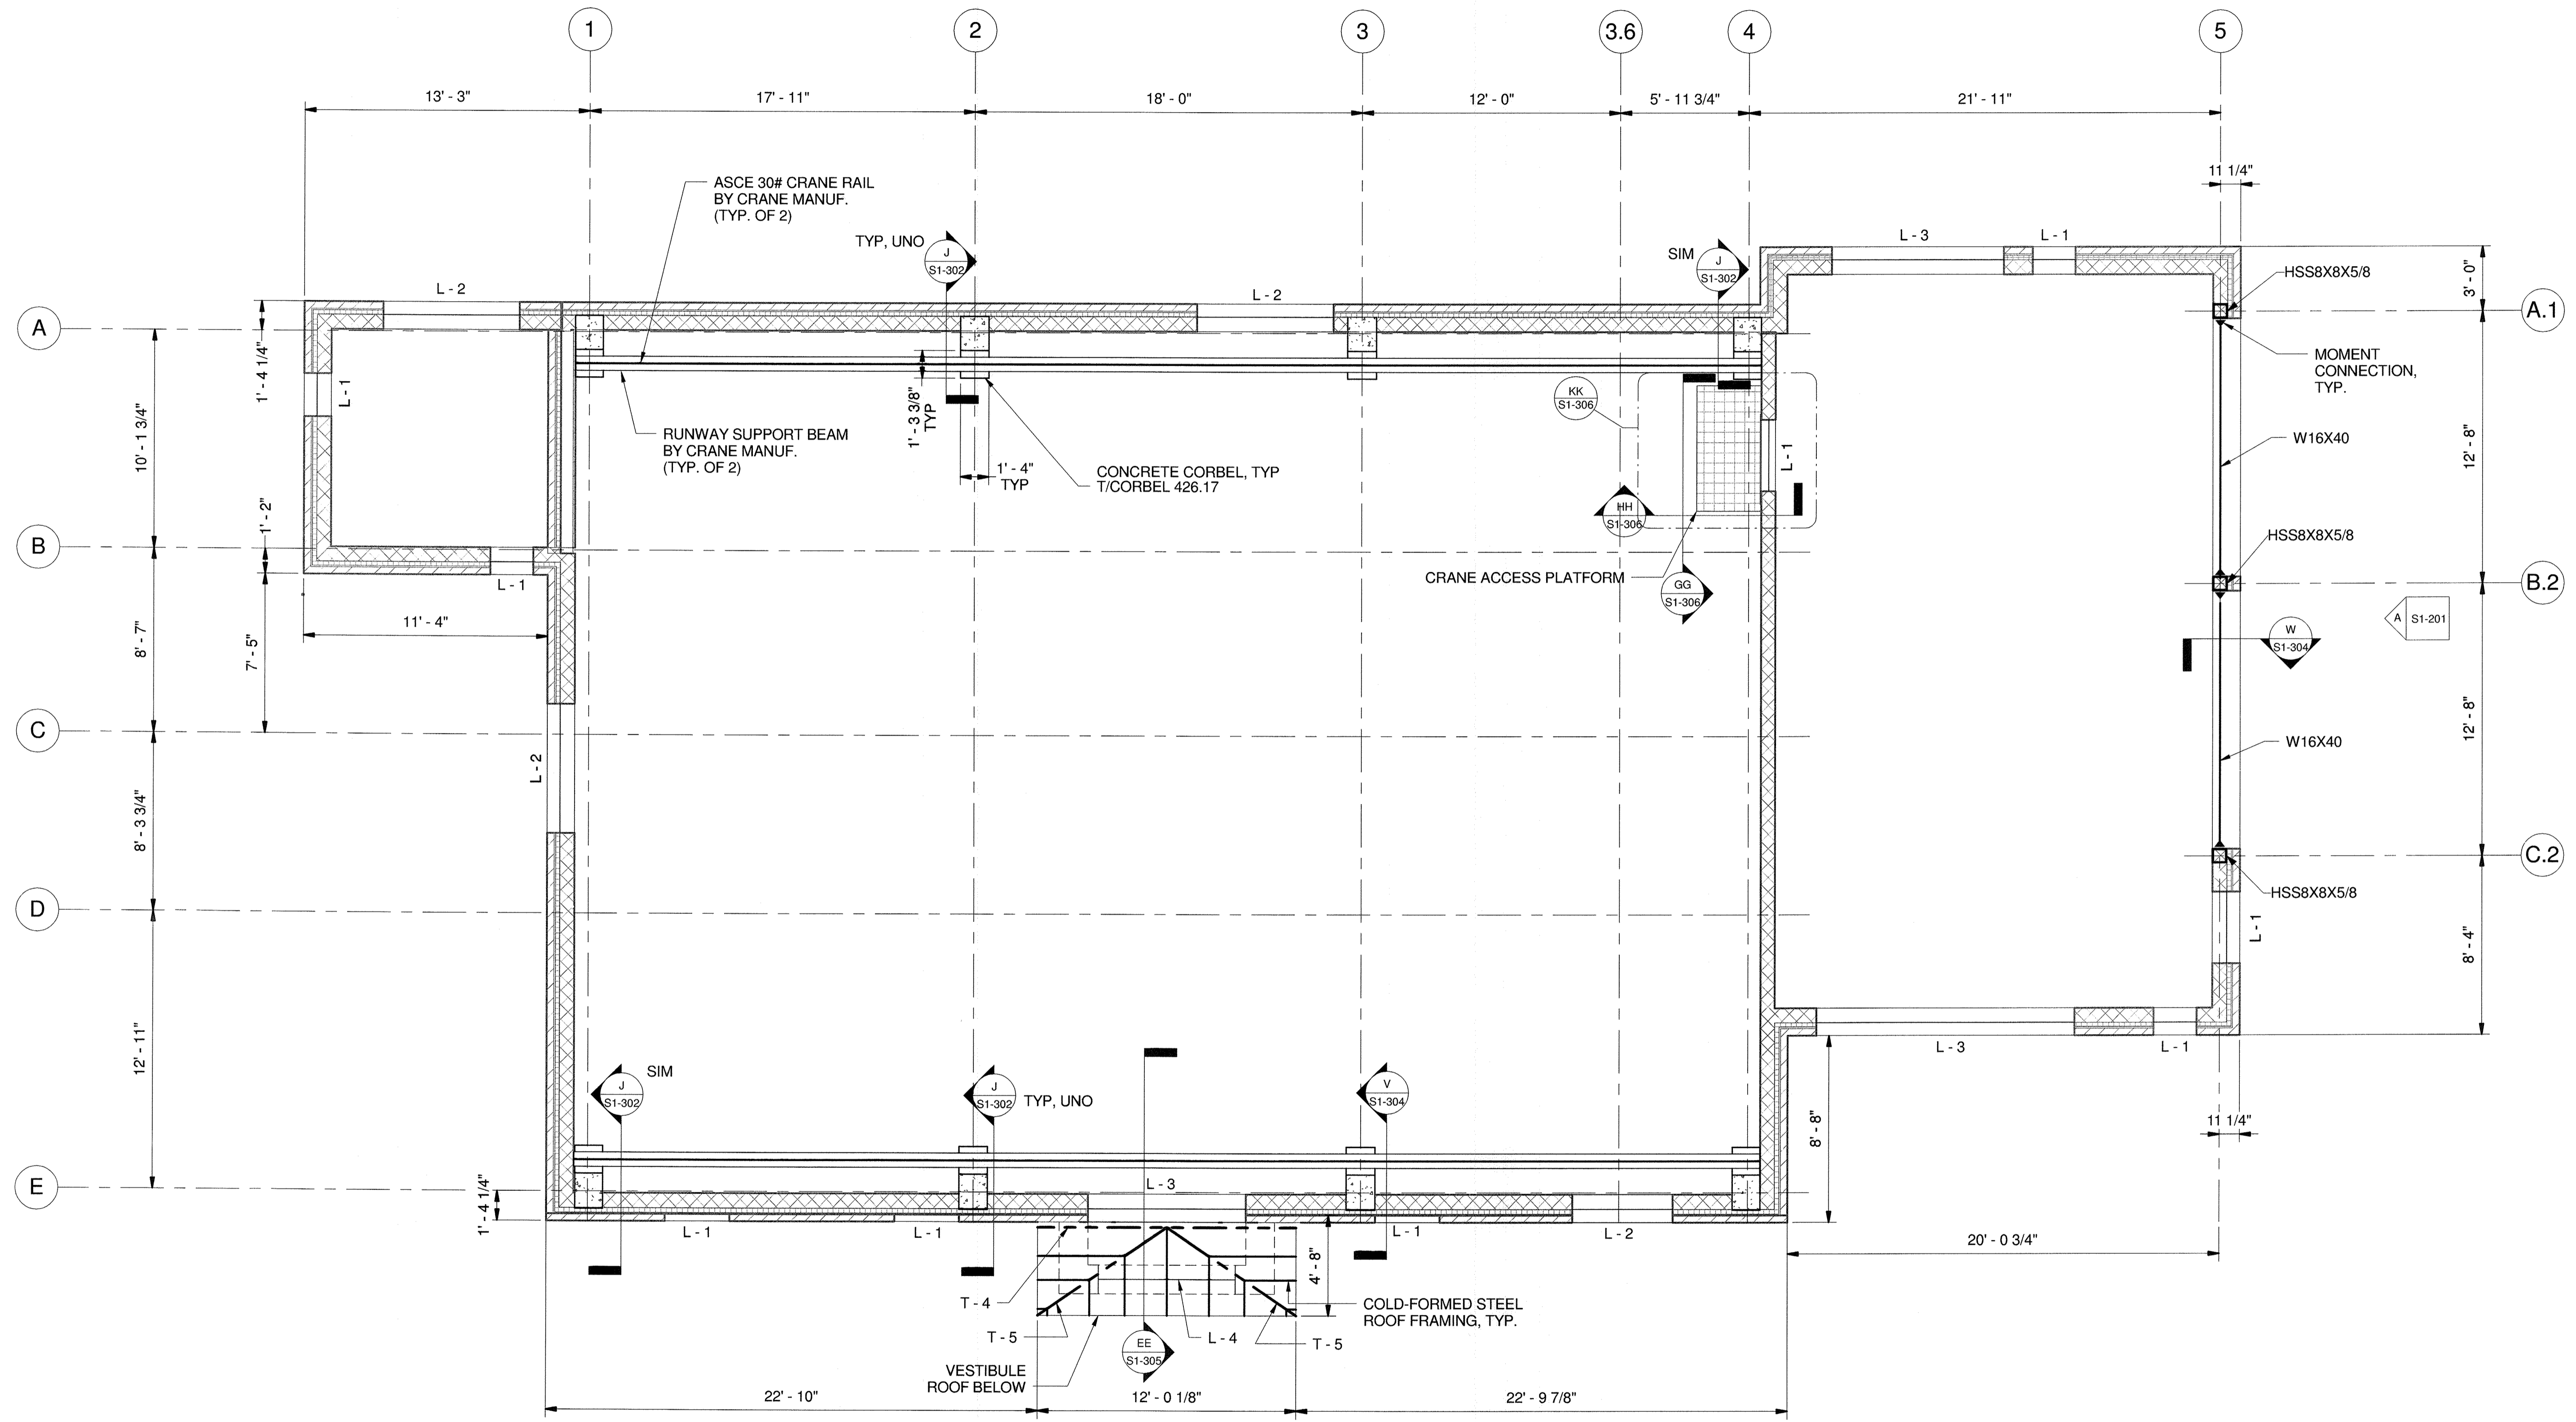 1
2
3
3.6
4
5
13' - 3"
17' - 11"
18' - 0"
12' - 0"
5' - 11 3/4"
21' - 11"
11 1/4"
ASCE 30# CRANE RAIL
BY CRANE MANUF.
(TYP. OF 2)
TYP, UNO
J
S1-302
SIM
J
S1-302
L - 3
L - 1
HSS8X8X5/8
3' - 0"
L - 2
L - 2
A
A.1
1' - 4 1/4"
L - 1
MOMENT
CONNECTION,
TYP.
KK
S1-306
1' - 3 3/8"
TYP
10' - 1 3/4"
RUNWAY SUPPORT BEAM
BY CRANE MANUF.
(TYP. OF 2)
W16X40
12' - 8"
L - 1
CONCRETE CORBEL, TYP
T/CORBEL 426.17
1' - 4"
TYP
1' - 2"
HH
S1-306
HSS8X8X5/8
B
B.2
L - 1
CRANE ACCESS PLATFORM
GG
S1-306
11' - 4"
8' - 7"
7' - 5"
A
S1-201
W
S1-304
C
L - 2
12' - 8"
W16X40
8' - 3 3/4"
C.2
HSS8X8X5/8
D
L - 1
8' - 4"
12' - 11"
L - 3
L - 1
SIM
J
S1-302
J
S1-302
TYP, UNO
V
S1-304
8' - 8"
11 1/4"
E
1' - 4 1/4"
L - 3
L - 1
L - 1
L - 1
L - 2
20' - 0 3/4"
4' - 8"
T - 4
COLD-FORMED STEEL
ROOF FRAMING, TYP.
T - 5
L - 4
T - 5
EE
S1-305
VESTIBULE
ROOF BELOW
22' - 10"
12' - 0 1/8"
22' - 9 7/8"